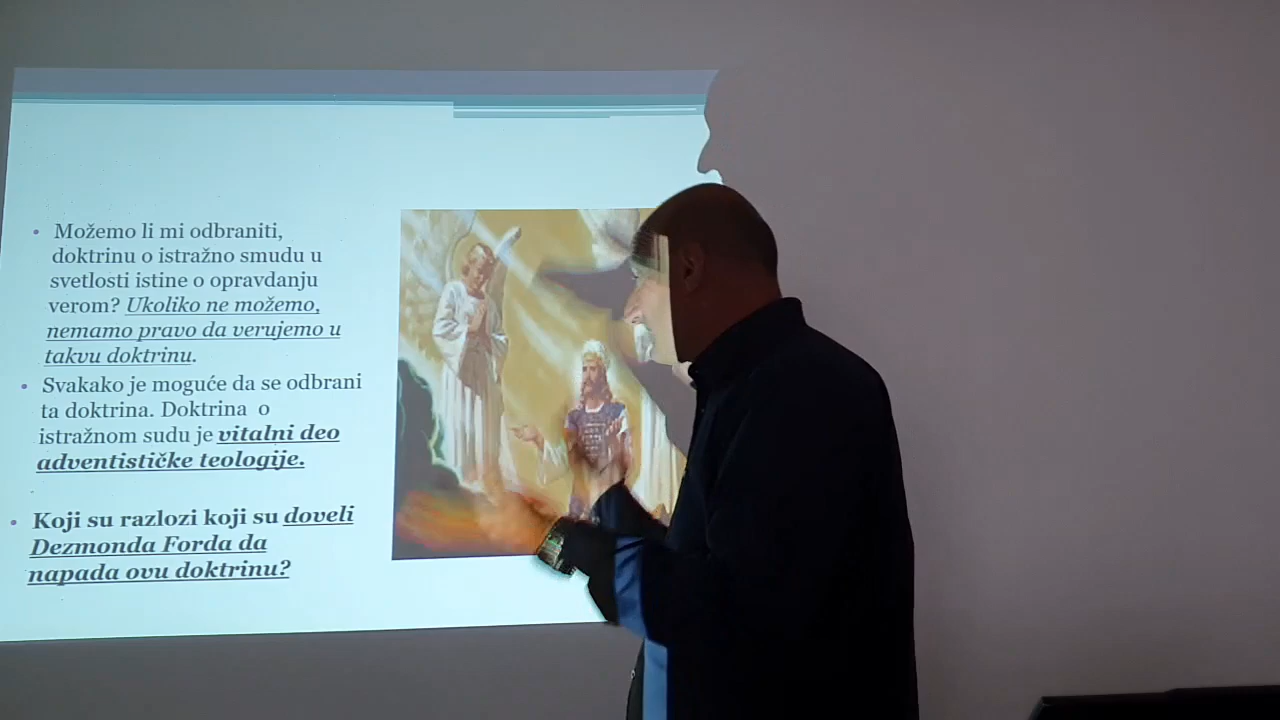 Možemo li mi odbraniti,
doktrinu o istražno smudu u
svetlosti istine o opravdanju
verom? Ukoliko ne možemo,
nemamo pravo da verujemo u
takvu doktrinu.
Svakako je moguće da se odbrani
ta doktrina. Doktrina o
istražnom sudu je vitalni deo
adventističke teologije.
Koji su razlozi koji su doveli
Dezmonda Forda da
napada ovu doktrinu?